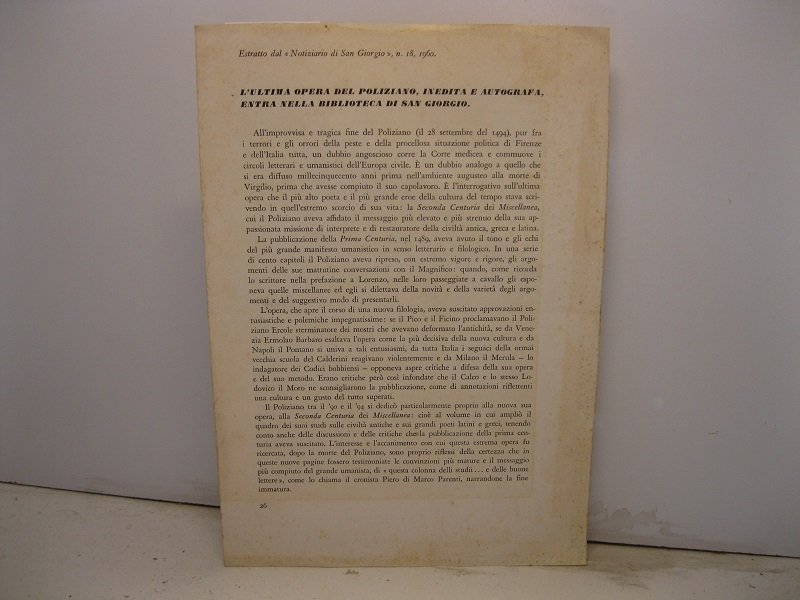 Estratto dal « Notiziario di San Giorgio », n. 18, 1960.
L'ULTIMA OPERA DEL POLIZIANO, INEDITA E AUTOGRAFA,
ENTRA NELLA BIBLIOTECA DI SAN GIORGIO.
All'improvvisa e tragica fine del Poliziano (il 28 settembre del 1494), pur fra
i terrori e gli orrori della peste e della procellosa situazione politica di Firenze
e dell'Italia tutta, un dubbio angoscioso corre la Corte medicea e commuove i
circoli letterari e umanistici dell'Europa civile. È un dubbio analogo a quello che
si era diffuso millecinquecento anni prima nell'ambiente augusteo alla morte di
Virgilio, prima che avesse compiuto il suo capolavoro. È l'interrogativo sull'ultima
opera che il più alto poeta e il più grande eroe della cultura del tempo stava scri-
vendo in quell'estremo scorcio di sua vita: la Seconda Centuria dei Miscellanea,
cui il Poliziano aveva affidato il messaggio più elevato e più strenuo della sua ap-
passionata missione di interprete e di restauratore della civiltà antica, greca e latina.
La pubblicazione della Prima Centuria, nel 1489, aveva avuto il tono e gli echi
del più grande manifesto umanistico in senso letterario e filologico. In una serie
di cento capitoli il Poliziano aveva ripreso, con estremo vigore e rigore, gli argo-
menti delle sue mattutine conversazioni con il Magnifico: quando, come ricorda
lo scrittore nella prefazione a Lorenzo, nelle loro passeggiate a cavallo gli espo-
neva quelle miscellanee ed egli si dilettava della novità e della varietà degli argo-
menti e del suggestivo modo di presentarli.
L'opera, che apre il corso di una nuova filologia, aveva suscitato approvazioni en-
tusiastiche e polemiche impegnatissime: se il Pico e il Ficino proclamavano il Poli-
ziano Ercole sterminatore dei mostri che avevano deformato l'antichità, se da Vene-
zia Ermolao Barbaro esaltava l'opera come la più decisiva della nuova cultura e da
Napoli il Pontano si univa a tali entusiasmi, da tutta Italia i seguaci della ormai
vecchia scuola del Calderini reagivano violentemente e da Milano il Merula – lo
indagatore dei Codici bobbiensi – opponeva aspre critiche a difesa della sua opera
e del suo metodo. Erano critiche però così infondate che il Calco e lo stesso Lo-
dovico il Moro ne sconsigliarono la pubblicazione, come di annotazioni riflettenti
una cultura e un gusto del tutto superati.
Il Poliziano tra il '90 e il '94 si dedicò particolarmente proprio alla nuova sua
opera, alla Seconda Centuria dei Miscellanea: cioè al volume in cui ampliò il
quadro dei suoi studi sulle civiltà antiche e sui grandi poeti latini e greci, tenendo
conto anche delle discussioni e delle critiche che la pubblicazione della prima cen-
turia aveva suscitato. L'interesse e l'accanimento con cui questa estrema opera fu
ricercata, dopo la morte del Poliziano, sono proprio riflessi della certezza che in
queste nuove pagine fossero testimoniate le convinzioni più mature e il messaggio
più compiuto del grande umanista, di « questa colonna delli studii ... e delle buone
lettere », come lo chiama il cronista Piero di Marco Parenti, narrandone la fine
immatura.
26